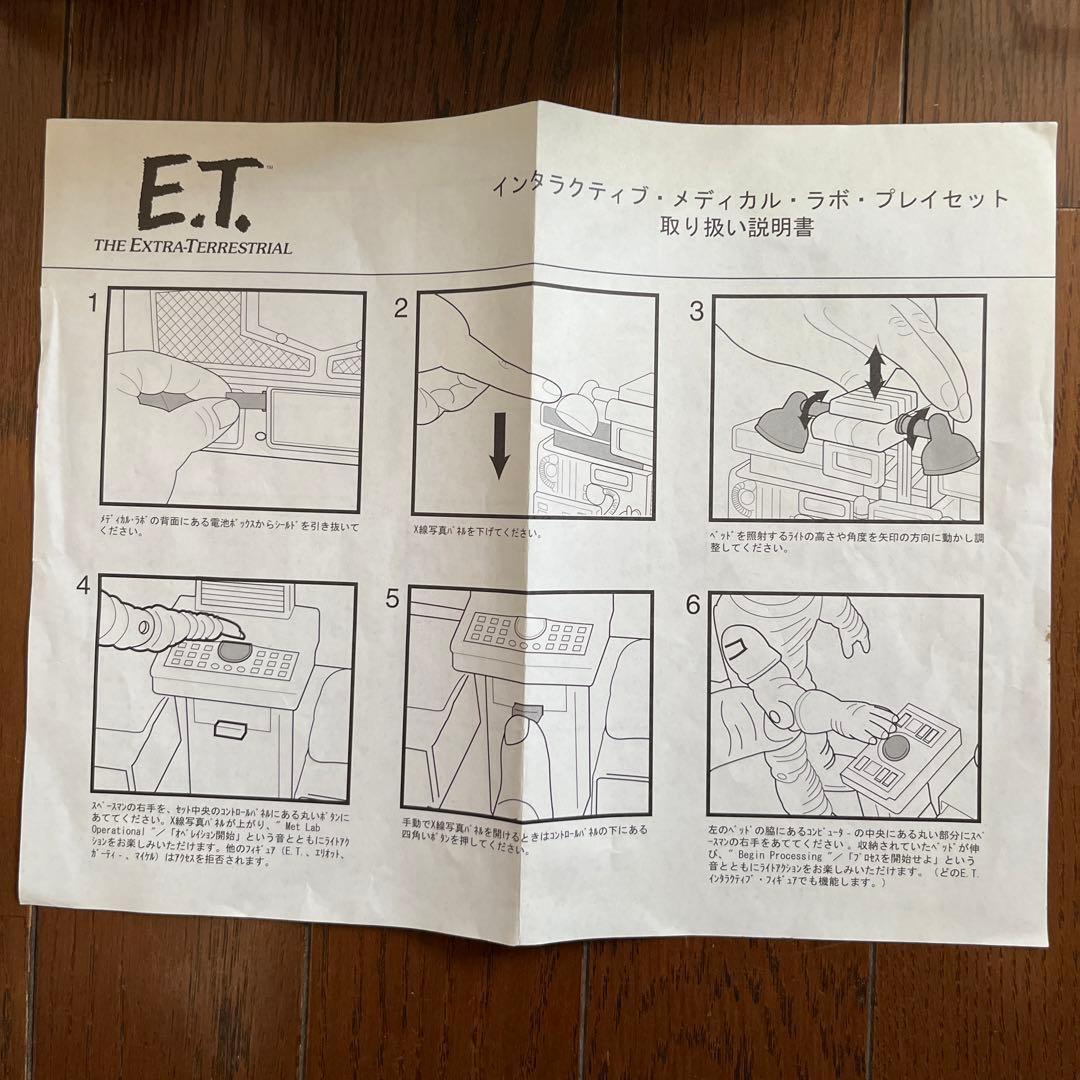 E.T.™
THE EXTRA-TERRESTRIAL
インタラクティブ・メディカル・ラボ・プレイセット
取り扱い説明書
1
ﾒﾃﾞｨｶﾙ･ﾗﾎﾞの背面にある電池ﾎﾞｯｸｽからｼｰﾙﾄﾞを引き抜いて
ください。
2
X線写真ﾊﾟﾈﾙを下げてください。
3
ﾍﾞｯﾄﾞを照射するﾗｲﾄの高さや角度を矢印の方向に動かし調
整してください。
4
ｽﾍﾟｰｽﾏﾝの右手を、ｾｯﾄ中央のｺﾝﾄﾛｰﾙﾊﾟﾈﾙにある丸いﾎﾞﾀﾝに
あててください。X線写真ﾊﾟﾈﾙが上がり、" Met Lab
Operational "／「ｵﾍﾟﾚｲｼｮﾝ開始」という音とともにﾗｲﾄｱｸ
ｼｮﾝをお楽しみいただけます。他のﾌｨｷﾞｭｱ(E.T.、ｴﾘｵｯﾄ、
ｶﾞｰﾃｨ-、ﾏｲｹﾙ)はｱｸｾｽを拒否されます。
5
手動でX線写真ﾊﾟﾈﾙを開けるときはｺﾝﾄﾛｰﾙﾊﾟﾈﾙの下にある
四角いﾎﾞﾀﾝを押してください。
6
左のﾍﾞｯﾄﾞの脇にあるｺﾝﾋﾟｭｰﾀ-の中央にある丸い部分にｽﾍﾟ
ｰｽﾏﾝの右手をあててください。収納されていたﾍﾞｯﾄﾞが伸
び、" Begin Processing "／「ﾌﾟﾛｾｽを開始せよ」という
音とともにﾗｲﾄｱｸｼｮﾝをお楽しみいただけます。（どのE.T.
ｲﾝﾀﾗｸﾃｨﾌﾞ・ﾌｨｷﾞｭｱでも機能します。）